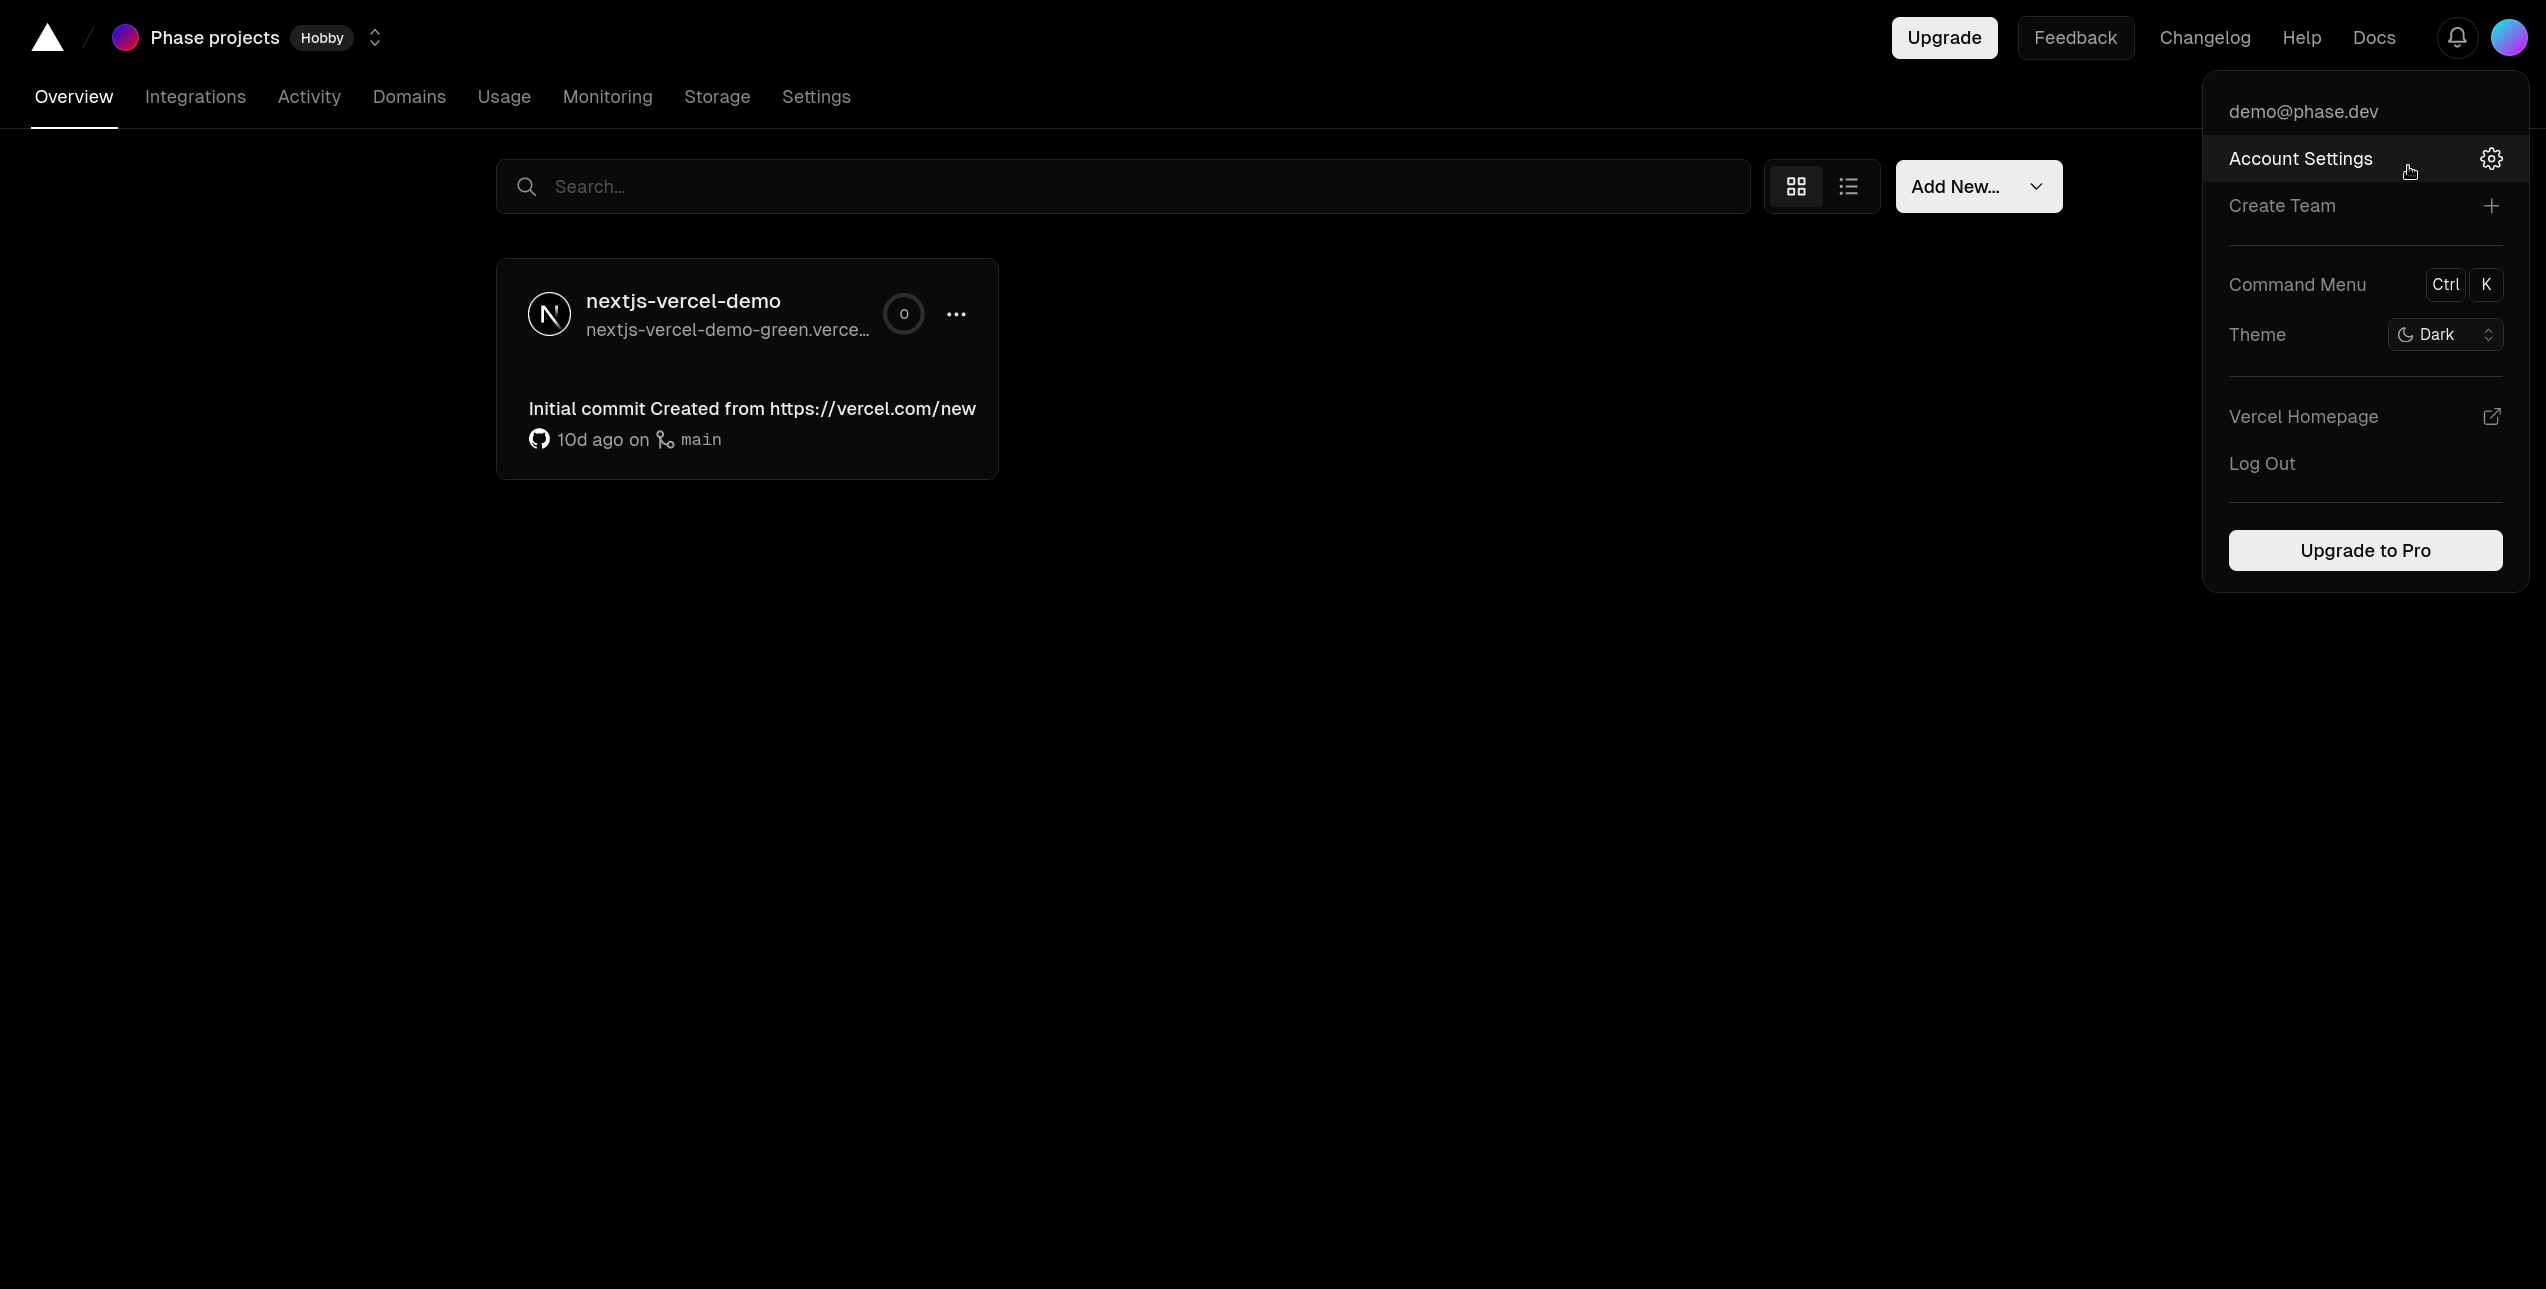 Phase projects Hobby
Upgrade Feedback Changelog Help Docs
Overview Integrations Activity Domains Usage Monitoring Storage Settings
Search...
Add New...
nextjs-vercel-demo
nextjs-vercel-demo-green.verce...
0
Initial commit Created from https://vercel.com/new
10d ago on main
demo@phase.dev
Account Settings
Create Team
Command Menu Ctrl K
Theme Dark
Vercel Homepage
Log Out
Upgrade to Pro